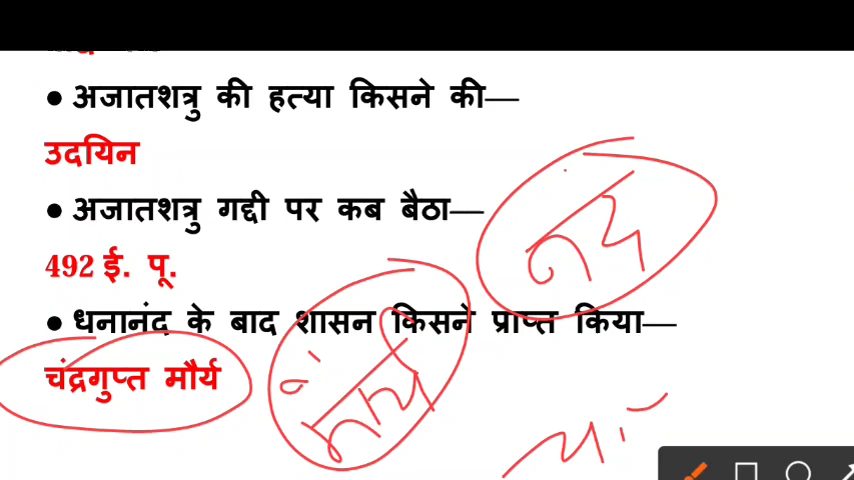 ● अजातशत्रु की हत्या किसने की—
उदयिन
● अजातशत्रु गद्दी पर कब बैठा—
492 ई. पू.
● धनानंद के बाद शासन किसने प्राप्त किया—
चंद्रगुप्त मौर्य